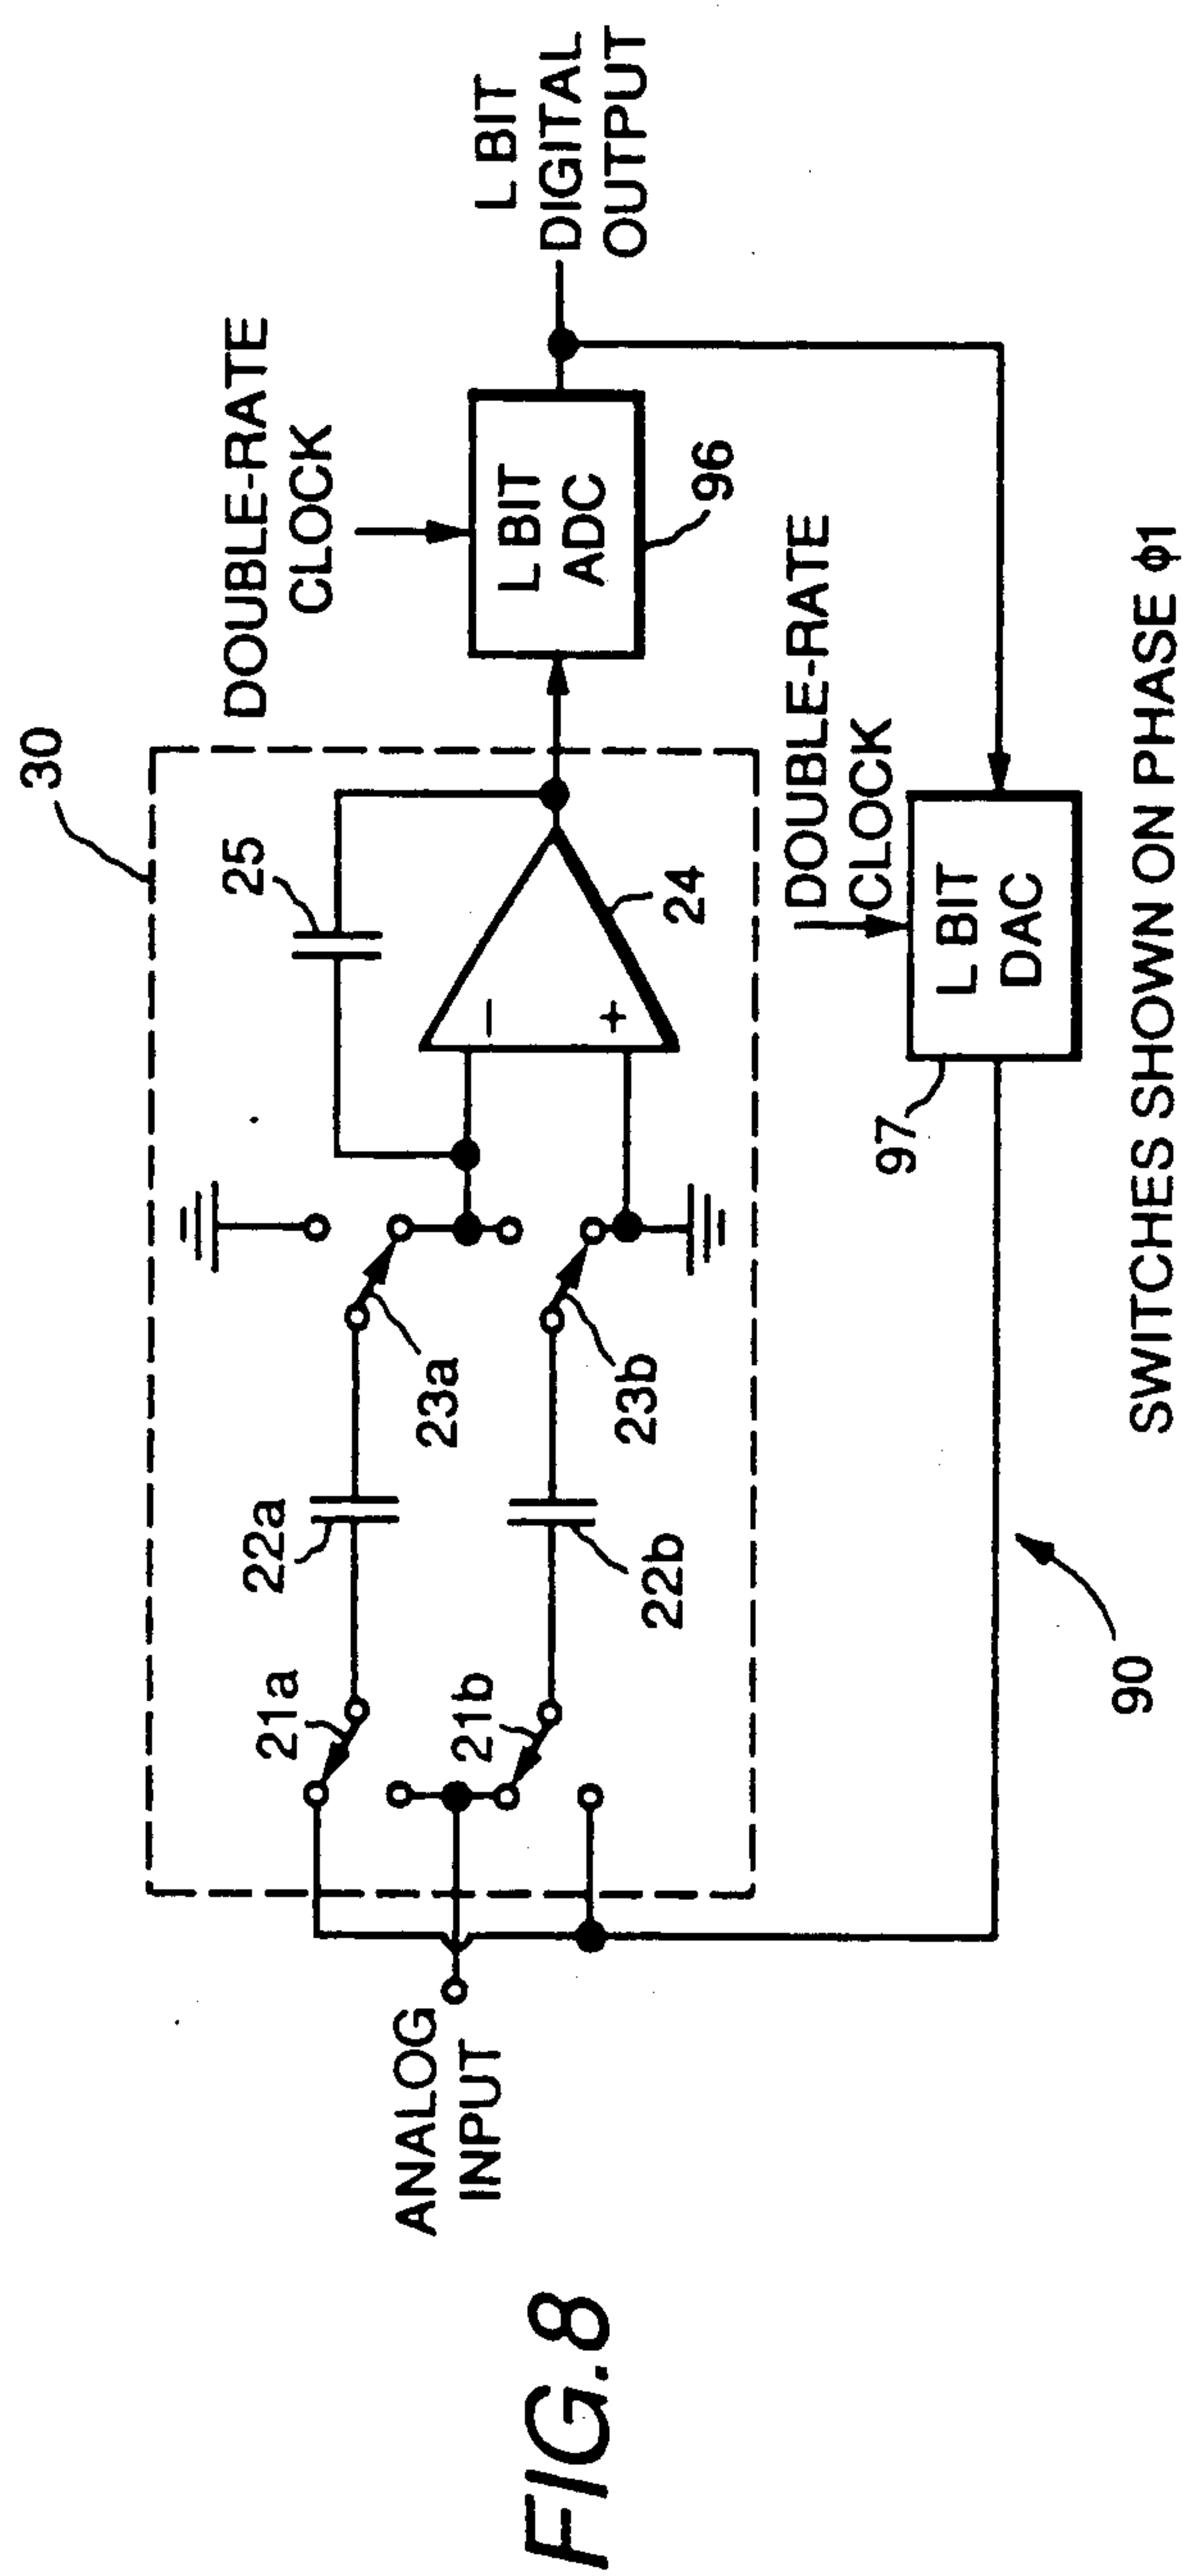 30
DOUBLE-RATE
CLOCK
L BIT
DIGITAL
OUTPUT
25
21a
22a
23a
L BIT
ADC
96
ANALOG
INPUT
21b
22b
23b
−
+
24
DOUBLE-RATE
CLOCK
97
L BIT
DAC
90
SWITCHES SHOWN ON PHASE ϕ1
FIG.8